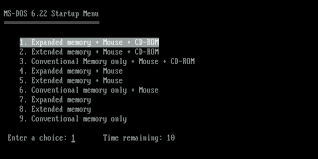 MS-DOS 6.22 Startup Menu
1. Expanded memory + Mouse + CD-ROM
2. Extended memory + Mouse + CD-ROM
3. Conventional Memory only + Mouse + CD-ROM
4. Expanded memory + Mouse
5. Extended memory + Mouse
6. Conventional Memory only + Mouse
7. Expanded memory
8. Extended memory
9. Conventional memory only
Enter a choice: 1 Time remaining: 10